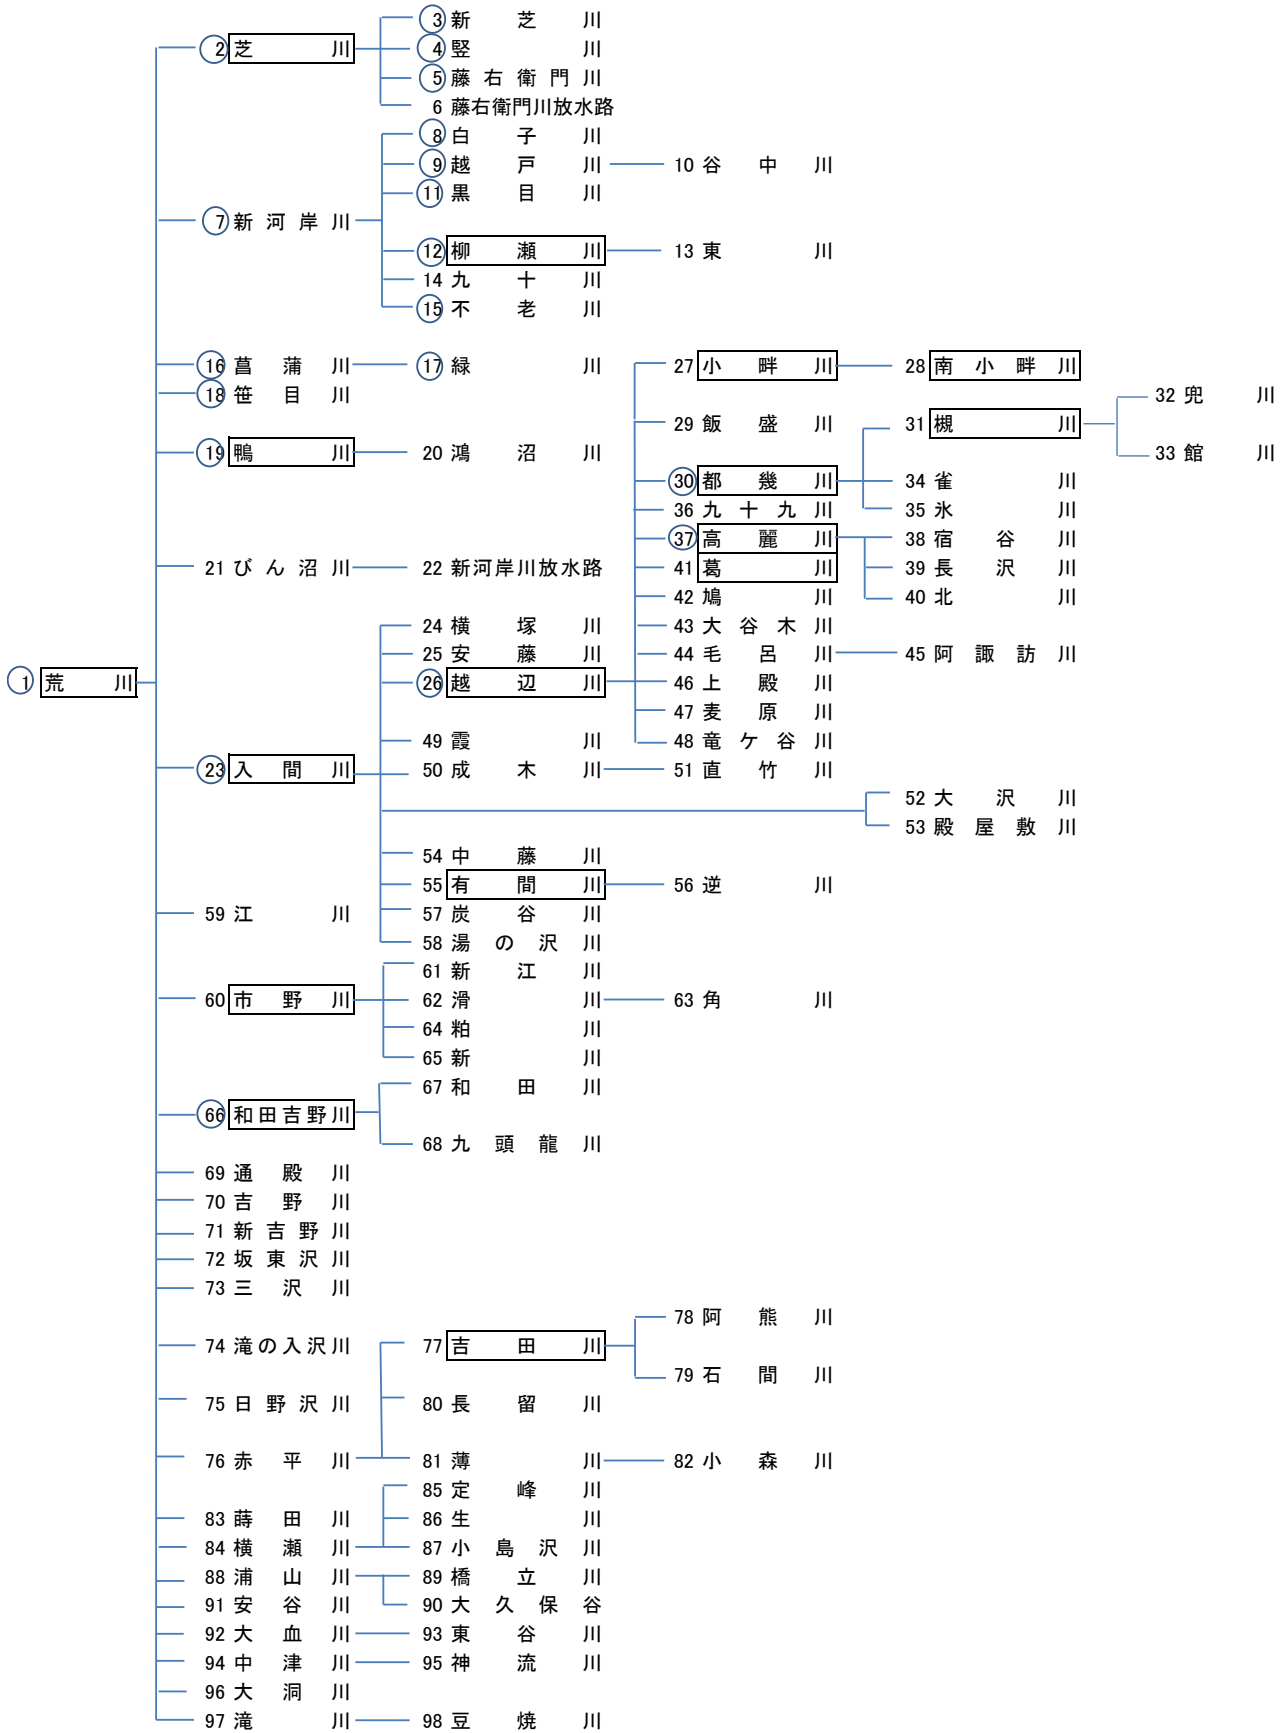 3 新芝川
2 芝川 4 竪川
5 藤右衛門川
6 藤右衛門川放水路
8 白子川
9 越戸川 10 谷中川
11 黒目川
7 新河岸川
12 柳瀬川 13 東川
14 九十川
15 不老川
16 菖蒲川 17 緑川 27 小畔川 28 南小畔川
18 笹目川 32 兜川
29 飯盛川 31 槻川
19 鴨川 20 鴻沼川 33 館川
30 都幾川 34 雀川
36 九十九川 35 氷川
37 高麗川 38 宿谷川
21 びん沼川 22 新河岸川放水路 41 葛川 39 長沢川
42 鳩川 40 北川
24 横塚川 43 大谷木川
25 安藤川 44 毛呂川 45 阿諏訪川
1 荒川 26 越辺川 46 上殿川
47 麦原川
49 霞川 48 竜ケ谷川
23 入間川 50 成木川 51 直竹川
52 大沢川
53 殿屋敷川
54 中藤川
55 有間川 56 逆川
59 江川 57 炭谷川
58 湯の沢川
61 新江川
60 市野川 62 滑川 63 角川
64 粕川
65 新川
67 和田川
66 和田吉野川
68 九頭龍川
69 通殿川
70 吉野川
71 新吉野川
72 坂東沢川
73 三沢川
78 阿熊川
74 滝の入沢川 77 吉田川
79 石間川
75 日野沢川 80 長留川
76 赤平川 81 薄川 82 小森川
85 定峰川
83 蒔田川 86 生川
84 横瀬川 87 小島沢川
88 浦山川 89 橋立川
91 安谷川 90 大久保谷
92 大血川 93 東谷川
94 中津川 95 神流川
96 大洞川
97 滝川 98 豆焼川